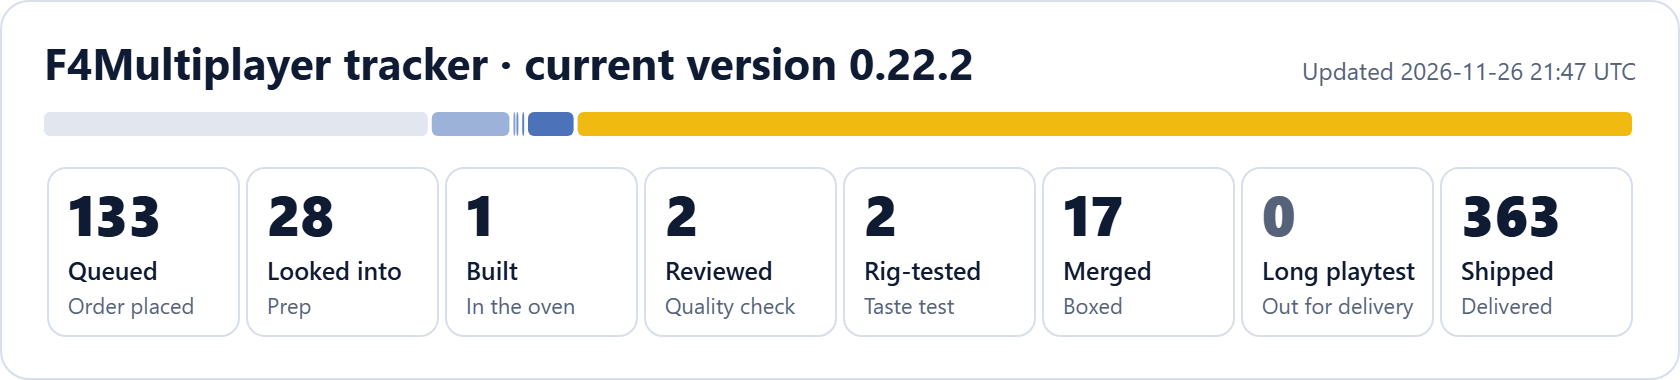 F4Multiplayer tracker · current version 0.22.2
Updated 2026-11-26 21:47 UTC
133
Queued
Order placed
28
Looked into
Prep
1
Built
In the oven
2
Reviewed
Quality check
2
Rig-tested
Taste test
17
Merged
Boxed
0
Long playtest
Out for delivery
363
Shipped
Delivered